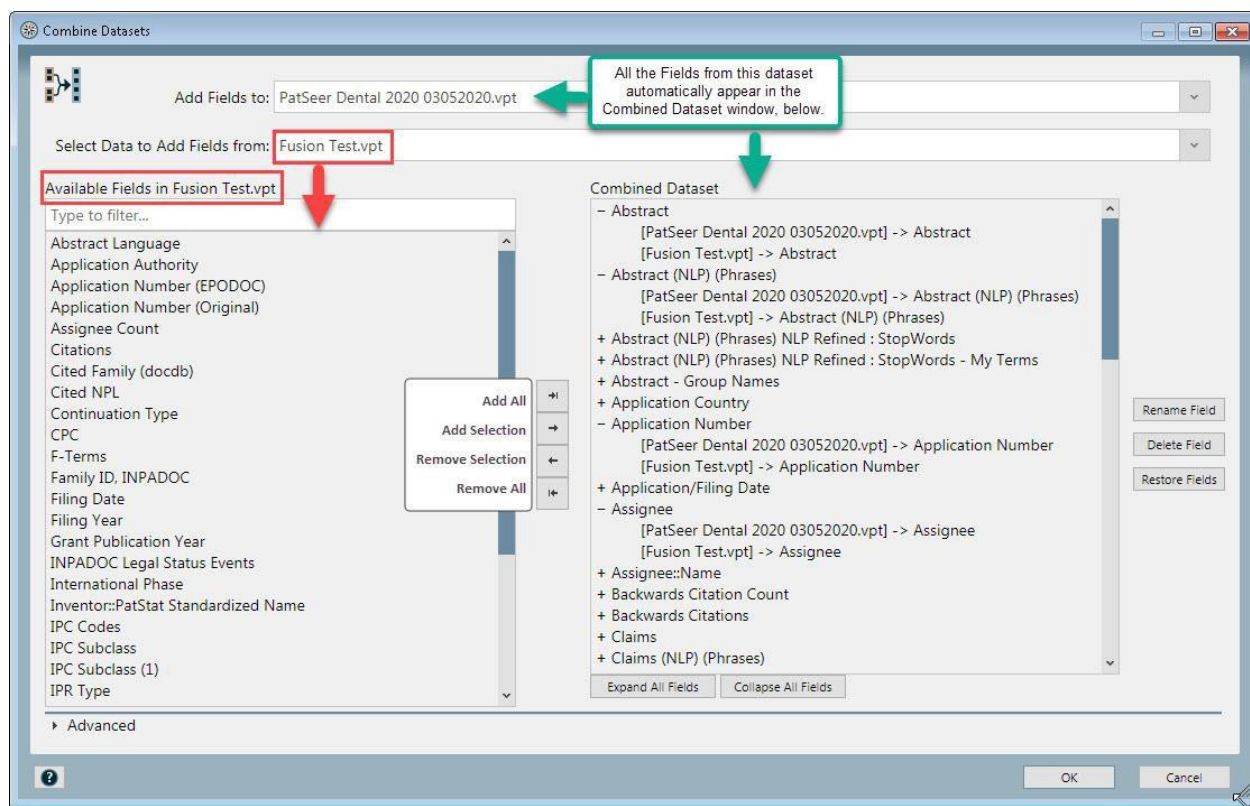 Combine Datasets
Add Fields to: PatSeer Dental 2020 03052020.vpt
All the Fields from this dataset
automatically appear in the
Combined Dataset window, below.
Select Data to Add Fields from: Fusion Test.vpt
Available Fields in Fusion Test.vpt
Type to filter...
Abstract Language
Application Authority
Application Number (EPODOC)
Application Number (Original)
Assignee Count
Citations
Cited Family (docdb)
Cited NPL
Continuation Type
CPC
F-Terms
Family ID, INPADOC
Filing Date
Filing Year
Grant Publication Year
INPADOC Legal Status Events
International Phase
Inventor::PatStat Standardized Name
IPC Codes
IPC Subclass
IPC Subclass (1)
IPR Type
Add All
Add Selection
Remove Selection
Remove All
Combined Dataset
− Abstract
[PatSeer Dental 2020 03052020.vpt] -> Abstract
[Fusion Test.vpt] -> Abstract
− Abstract (NLP) (Phrases)
[PatSeer Dental 2020 03052020.vpt] -> Abstract (NLP) (Phrases)
[Fusion Test.vpt] -> Abstract (NLP) (Phrases)
+ Abstract (NLP) (Phrases) NLP Refined : StopWords
+ Abstract (NLP) (Phrases) NLP Refined : StopWords - My Terms
+ Abstract - Group Names
+ Application Country
− Application Number
[PatSeer Dental 2020 03052020.vpt] -> Application Number
[Fusion Test.vpt] -> Application Number
+ Application/Filing Date
− Assignee
[PatSeer Dental 2020 03052020.vpt] -> Assignee
[Fusion Test.vpt] -> Assignee
+ Assignee::Name
+ Backwards Citation Count
+ Backwards Citations
+ Claims
+ Claims (NLP) (Phrases)
Expand All Fields
Collapse All Fields
Rename Field
Delete Field
Restore Fields
Advanced
?
OK
Cancel